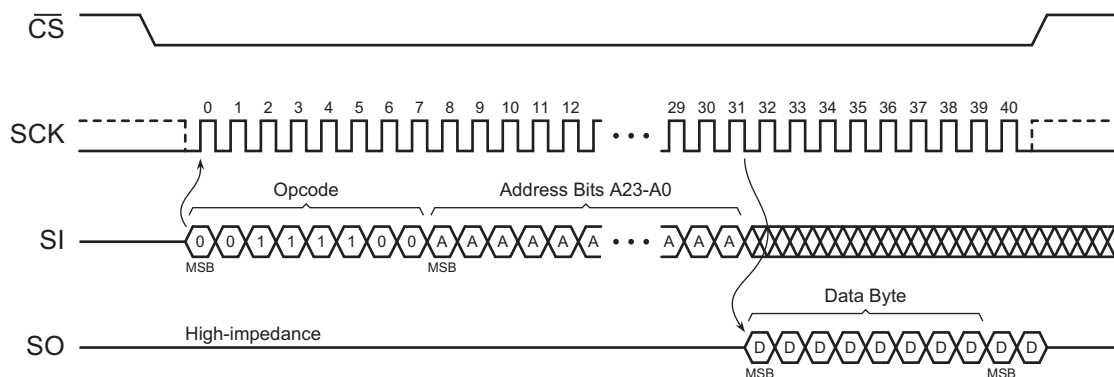 CS
0 1 2 3 4 5 6 7 8 9 10 11 12 29 30 31 32 33 34 35 36 37 38 39 40
SCK
Opcode Address Bits A23-A0
SI 0 0 1 1 1 1 0 0 A A A A A A A A A
MSB MSB
Data Byte
High-impedance
SO D D D D D D D D D D
MSB MSB